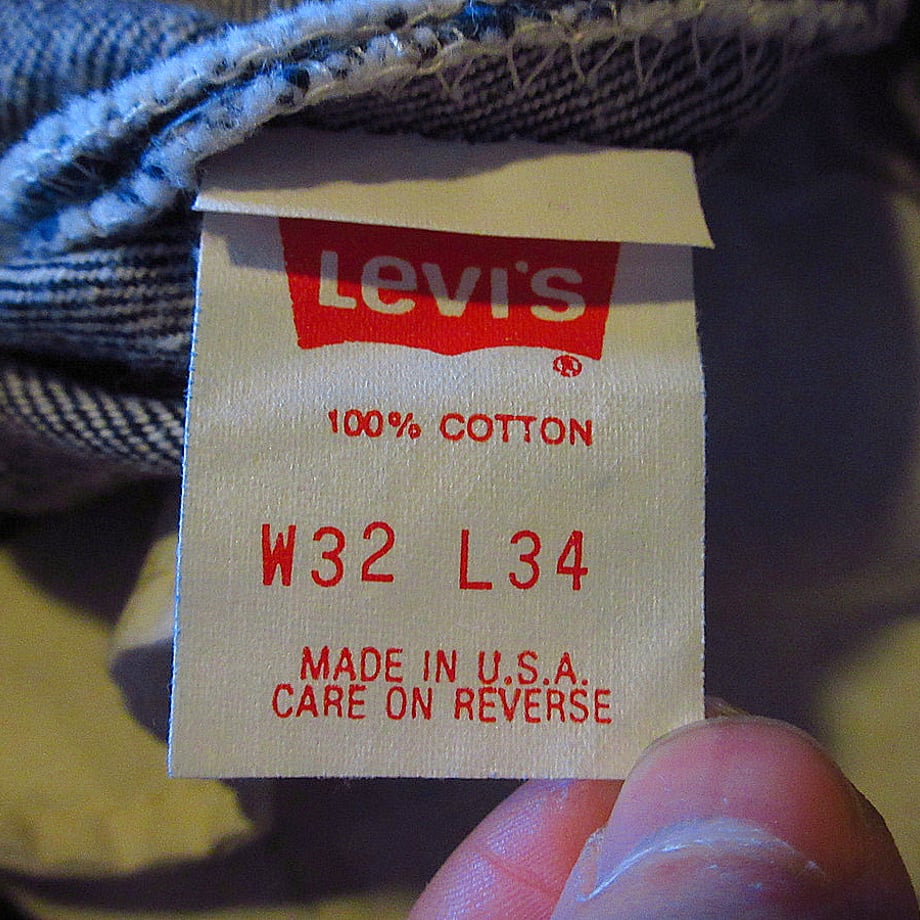 Levi's
®
100% COTTON
W32 L34
MADE IN U.S.A.
CARE ON REVERSE